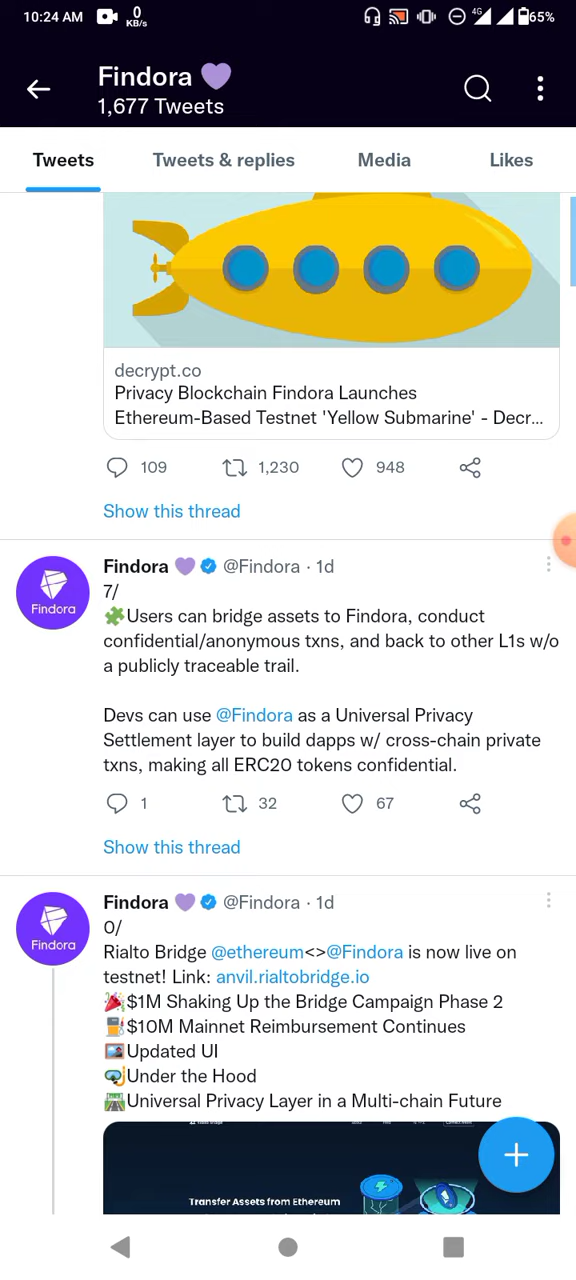 10:24 AM 0 KB/s 4G 65%
Findora 💜
1,677 Tweets
Tweets Tweets & replies Media Likes
decrypt.co
Privacy Blockchain Findora Launches
Ethereum-Based Testnet 'Yellow Submarine' - Decr...
109 1,230 948
Show this thread
Findora 💜 @Findora · 1d
Findora
7/
🧩Users can bridge assets to Findora, conduct
confidential/anonymous txns, and back to other L1s w/o
a publicly traceable trail.
Devs can use @Findora as a Universal Privacy
Settlement layer to build dapps w/ cross-chain private
txns, making all ERC20 tokens confidential.
1 32 67
Show this thread
Findora 💜 @Findora · 1d
Findora
0/
Rialto Bridge @ethereum<>@Findora is now live on
testnet! Link: anvil.rialtobridge.io
🎉$1M Shaking Up the Bridge Campaign Phase 2
⛽$10M Mainnet Reimbursement Continues
🖼️Updated UI
🤿Under the Hood
🛣️Universal Privacy Layer in a Multi-chain Future
Transfer Assets from Ethereum